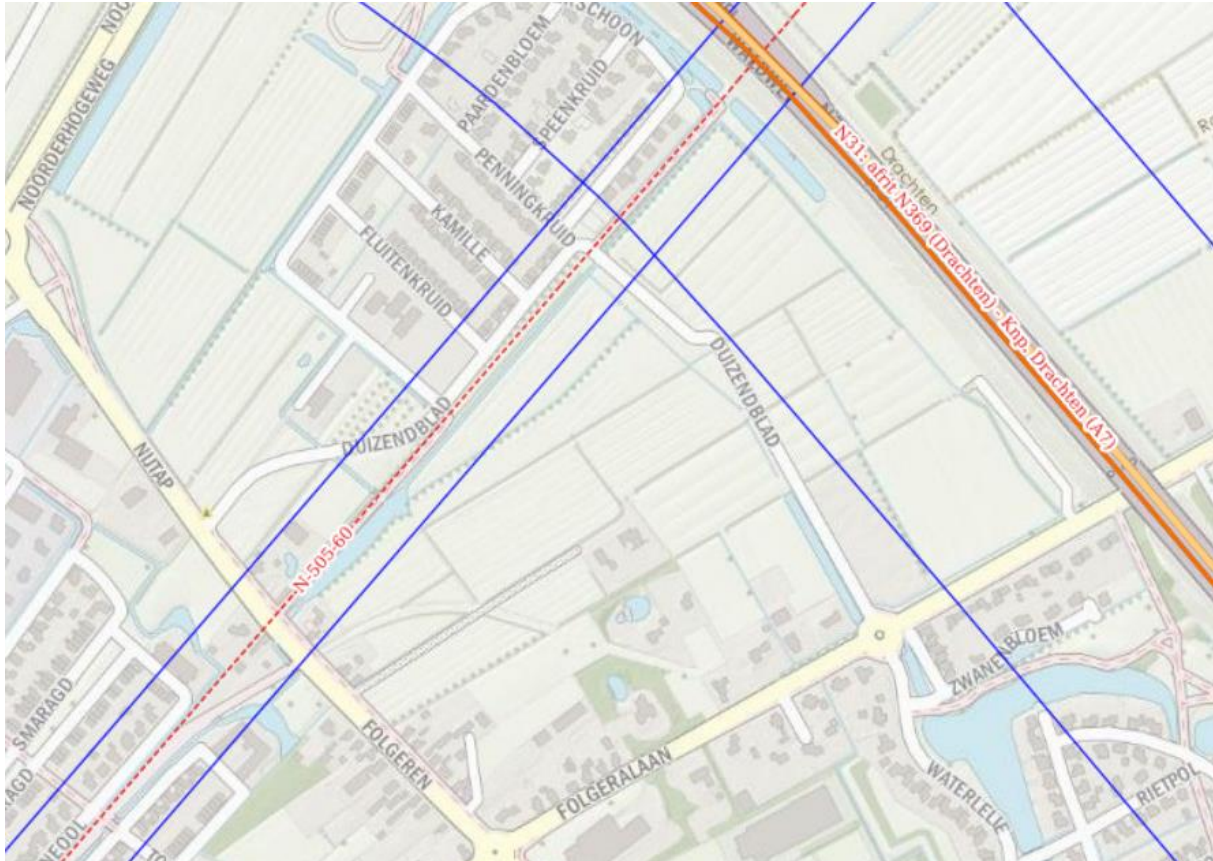 SCHOON
NOORDERHOGEWEG
PAARDENBLOEM
SPEENKRUID
PENNINGKRUID
KAMILLE
FLUITENKRUID
Drachten
N31: afrit N369 (Drachten) - Knp. Drachten (A7)
DUIZENDBLAD
DUIZENDBLAD
NUTAP
N-505-60
SMARAGD
FOLGEREN
FOLGERALAAN
ZWANENBLOEM
WATERLELIE
RIETPOL